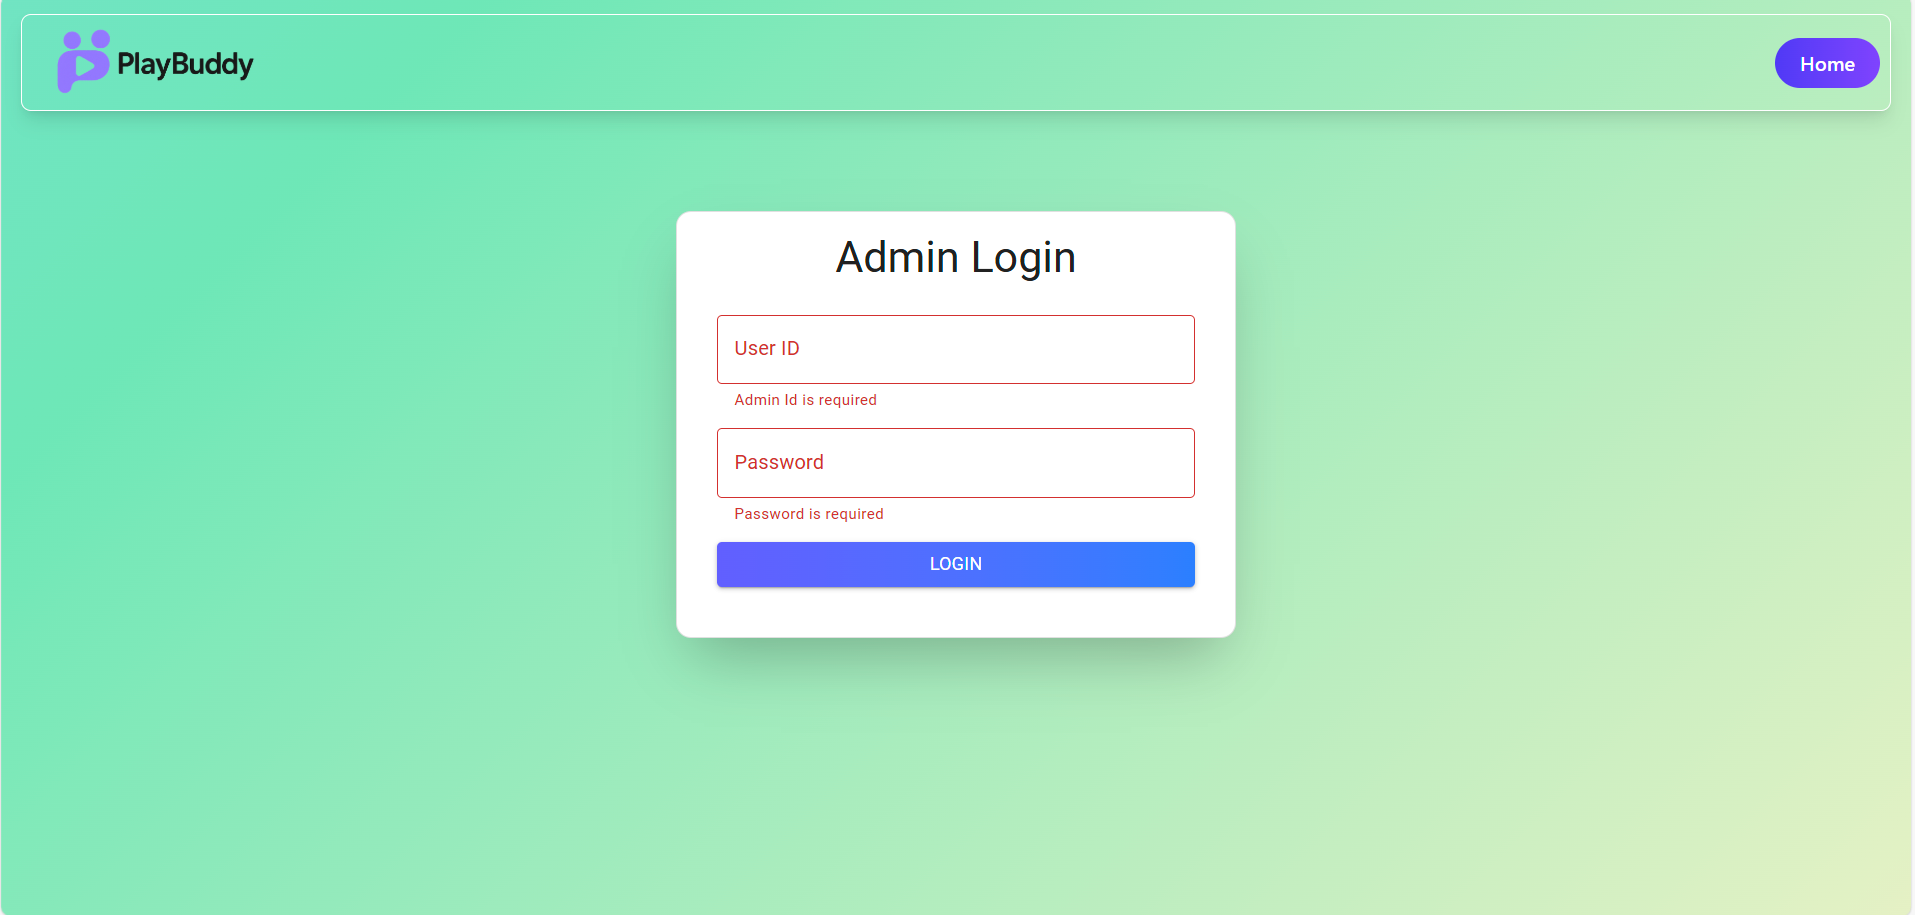 PlayBuddy
Home
Admin Login
User ID
Admin Id is required
Password
Password is required
LOGIN